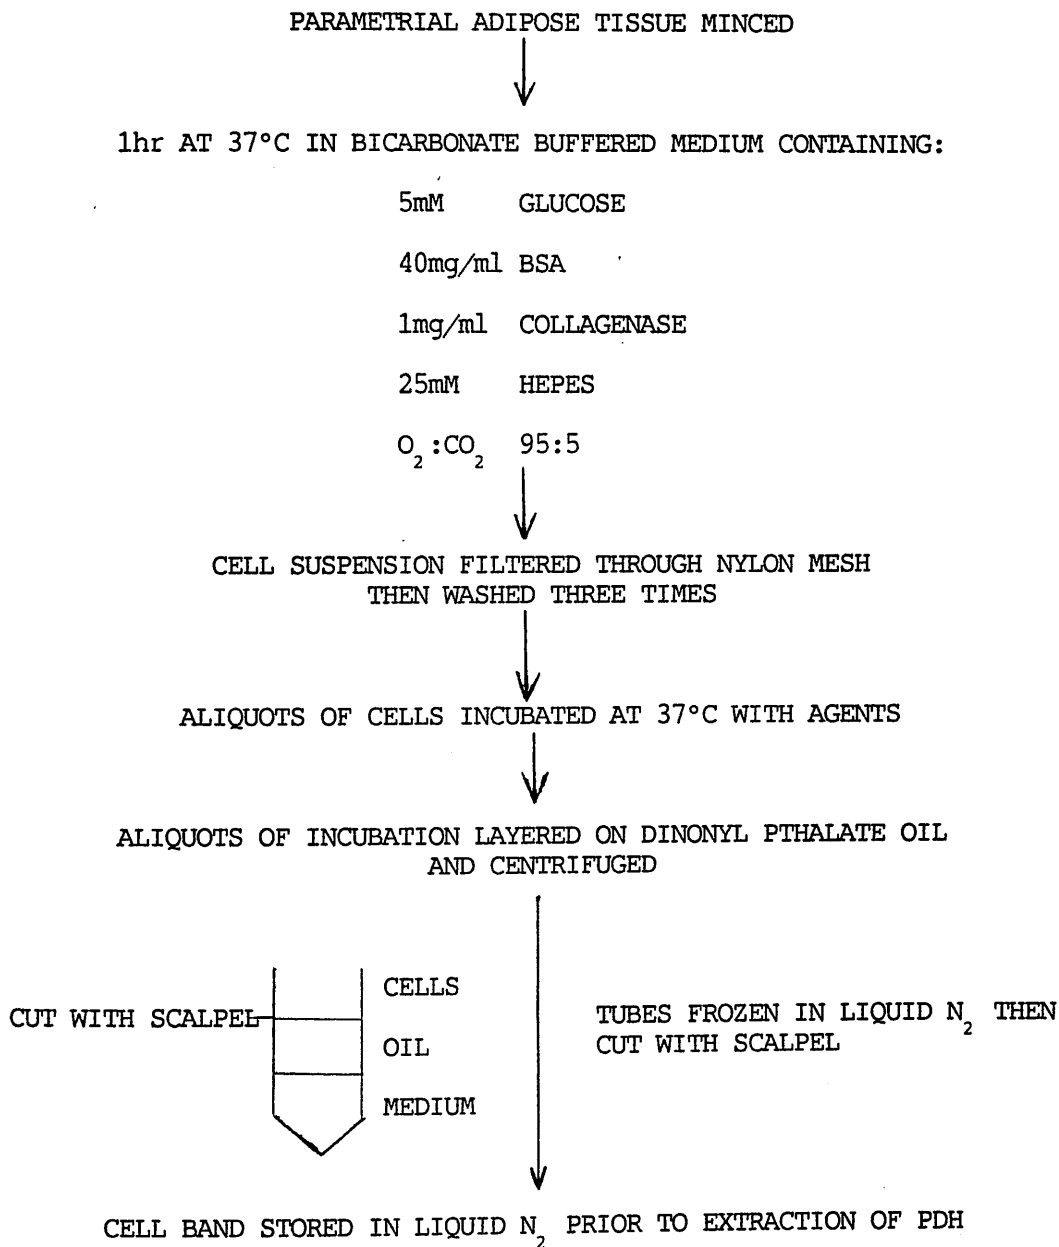 PARAMETRIAL ADIPOSE TISSUE MINCED
1hr AT 37°C IN BICARBONATE BUFFERED MEDIUM CONTAINING:
5mM GLUCOSE
40mg/ml BSA
1mg/ml COLLAGENASE
25mM HEPES
O₂:CO₂ 95:5
CELL SUSPENSION FILTERED THROUGH NYLON MESH
THEN WASHED THREE TIMES
ALIQUOTS OF CELLS INCUBATED AT 37°C WITH AGENTS
ALIQUOTS OF INCUBATION LAYERED ON DINONYL PTHALATE OIL
AND CENTRIFUGED
CUT WITH SCALPEL
CELLS
OIL
MEDIUM
TUBES FROZEN IN LIQUID N₂ THEN
CUT WITH SCALPEL
CELL BAND STORED IN LIQUID N₂ PRIOR TO EXTRACTION OF PDH